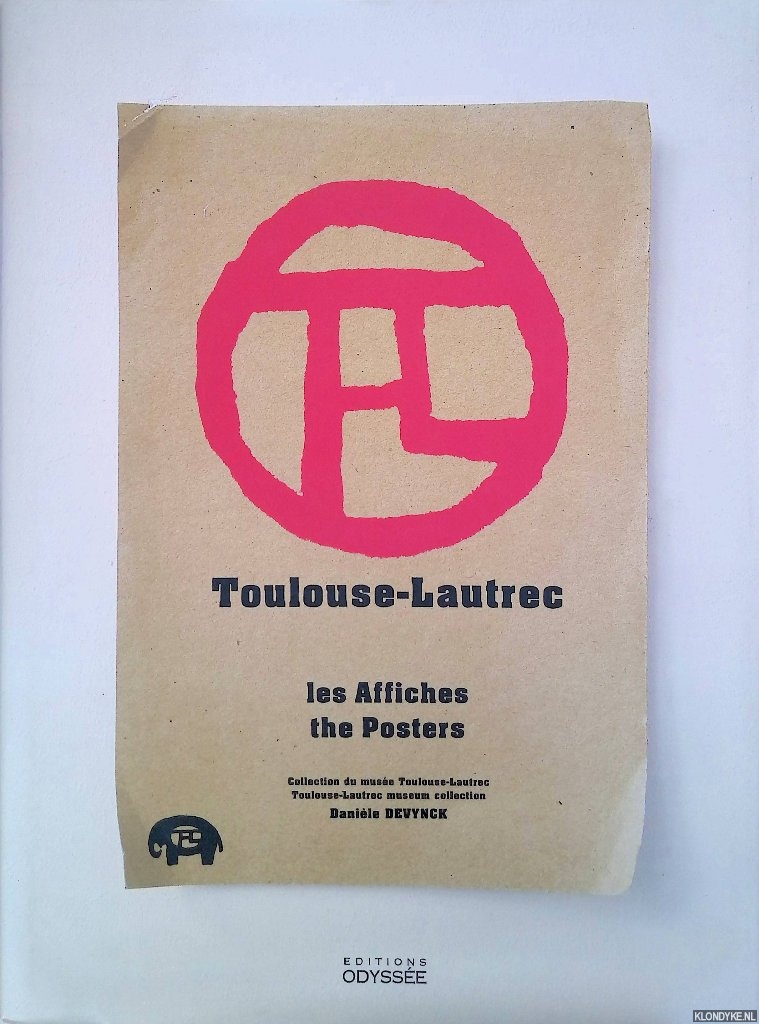 Toulouse-Lautrec
les Affiches
the Posters
Collection du musée Toulouse-Lautrec
Toulouse-Lautrec museum collection
Danièle DEVYNCK
EDITIONS
ODYSSÉE
KLONDYKE.NL